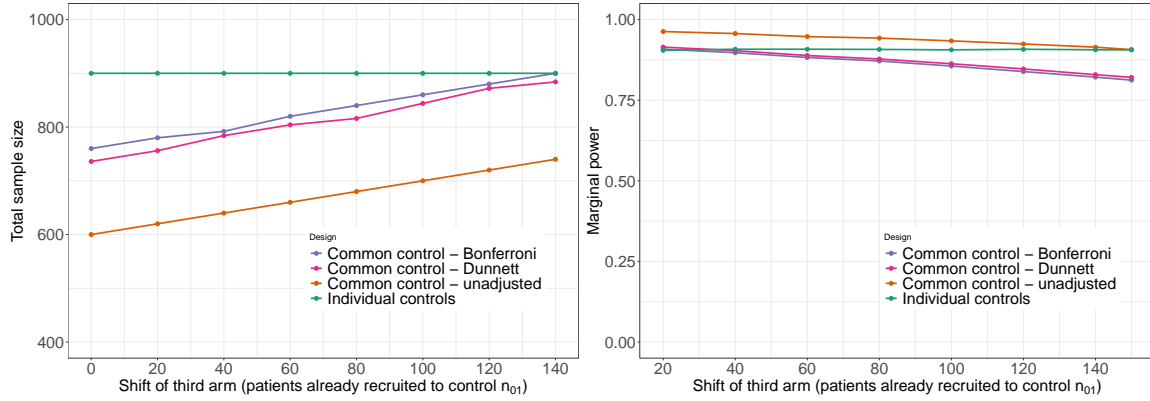 1000
800
600
400
Total sample size
Design
Common control – Bonferroni
Common control – Dunnett
Common control – unadjusted
Individual controls
0 20 40 60 80 100 120 140
Shift of third arm (patients already recruited to control n₀₁)
1.00
0.75
0.50
0.25
0.00
Marginal power
Design
Common control – Bonferroni
Common control – Dunnett
Common control – unadjusted
Individual controls
20 40 60 80 100 120 140
Shift of third arm (patients already recruited to control n₀₁)